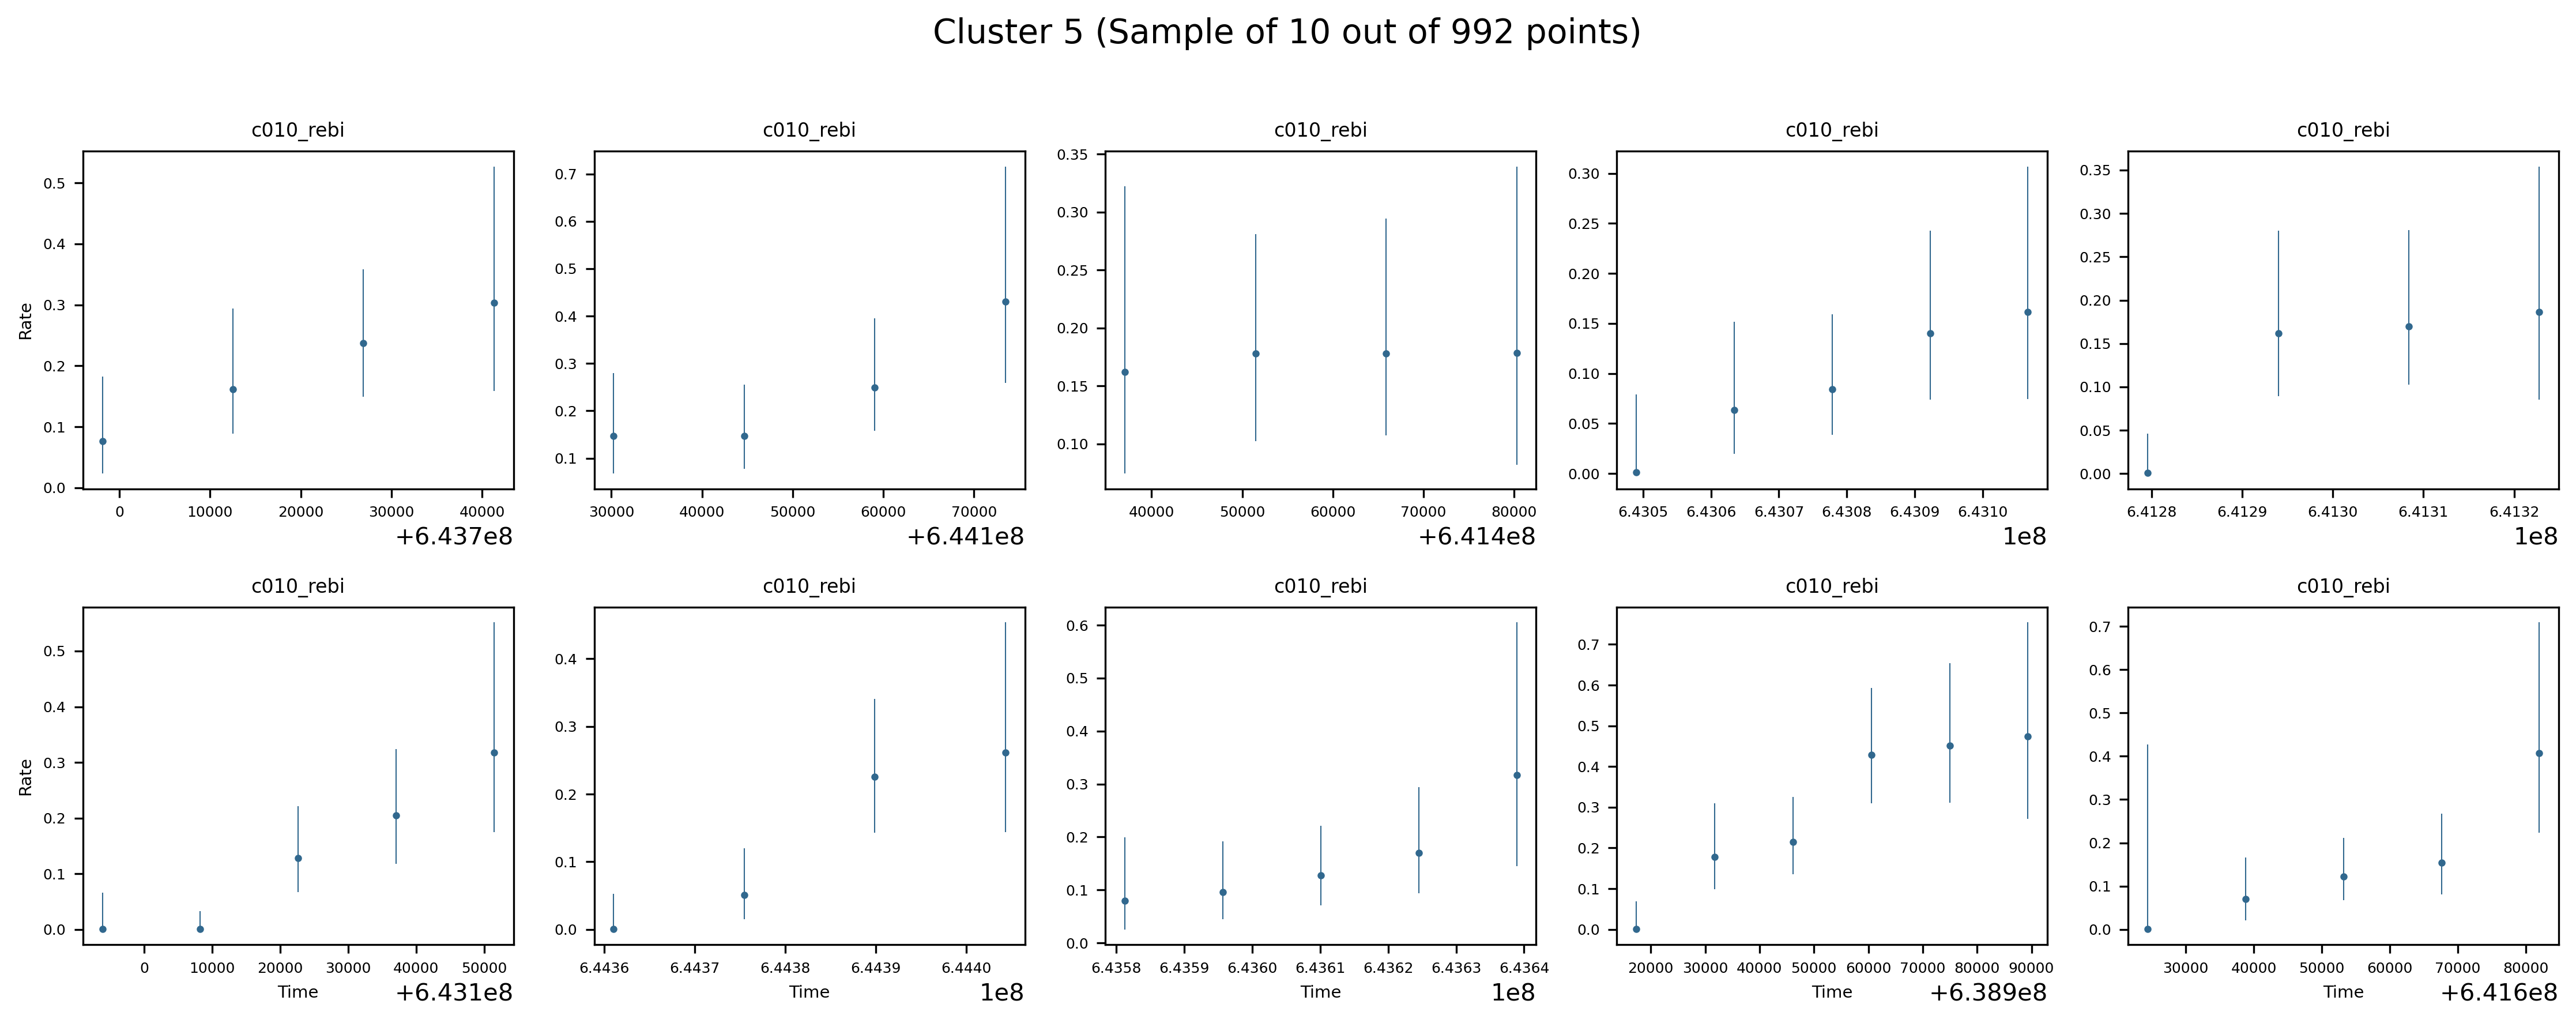 Cluster 5 (Sample of 10 out of 992 points)
c010_rebi c010_rebi c010_rebi c010_rebi c010_rebi
Rate
0.5 0.4 0.3 0.2 0.1 0.0
0 10000 20000 30000 40000
+6.437e8
0.7 0.6 0.5 0.4 0.3 0.2 0.1
30000 40000 50000 60000 70000
+6.441e8
0.35 0.30 0.25 0.20 0.15 0.10
40000 50000 60000 70000 80000
+6.414e8
0.30 0.25 0.20 0.15 0.10 0.05 0.00
6.4305 6.4306 6.4307 6.4308 6.4309 6.4310
1e8
0.35 0.30 0.25 0.20 0.15 0.10 0.05 0.00
6.4128 6.4129 6.4130 6.4131 6.4132
1e8
c010_rebi c010_rebi c010_rebi c010_rebi c010_rebi
Rate
0.5 0.4 0.3 0.2 0.1 0.0
0 10000 20000 30000 40000 50000
Time +6.431e8
0.4 0.3 0.2 0.1 0.0
6.4436 6.4437 6.4438 6.4439 6.4440
Time 1e8
0.6 0.5 0.4 0.3 0.2 0.1 0.0
6.4358 6.4359 6.4360 6.4361 6.4362 6.4363 6.4364
Time 1e8
0.7 0.6 0.5 0.4 0.3 0.2 0.1 0.0
20000 30000 40000 50000 60000 70000 80000 90000
Time +6.389e8
0.7 0.6 0.5 0.4 0.3 0.2 0.1 0.0
30000 40000 50000 60000 70000 80000
Time +6.416e8